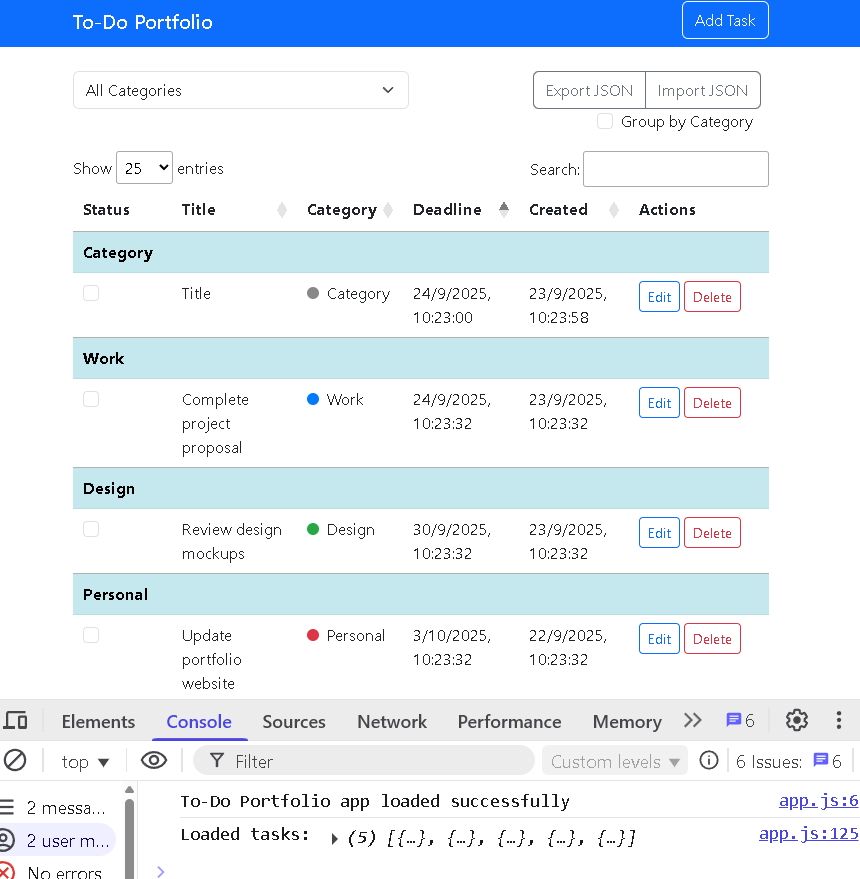 To-Do Portfolio Add Task
All Categories Export JSON Import JSON
Group by Category
Show 25 entries Search:
Status Title Category Deadline Created Actions
Category
Title Category 24/9/2025, 23/9/2025, Edit Delete
10:23:00 10:23:58
Work
Complete Work 24/9/2025, 23/9/2025, Edit Delete
project 10:23:32 10:23:32
proposal
Design
Review design Design 30/9/2025, 23/9/2025, Edit Delete
mockups 10:23:32 10:23:32
Personal
Update Personal 3/10/2025, 22/9/2025, Edit Delete
portfolio 10:23:32 10:23:32
website
Elements Console Sources Network Performance Memory 6
top Filter Custom levels 6 Issues: 6
2 messa... To-Do Portfolio app loaded successfully app.js:6
2 user m... Loaded tasks: (5) [{…}, {…}, {…}, {…}, {…}] app.js:125
No errors